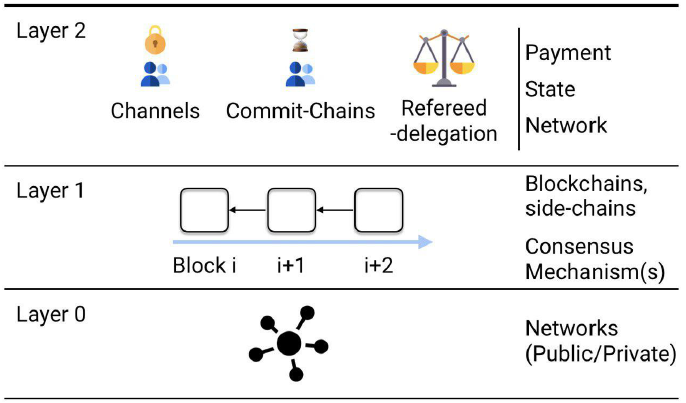 Layer 2
Channels
Commit-Chains
Refereed
-delegation
Payment
State
Network
Layer 1
Block i
i+1
i+2
Blockchains,
side-chains
Consensus
Mechanism(s)
Layer 0
Networks
(Public/Private)